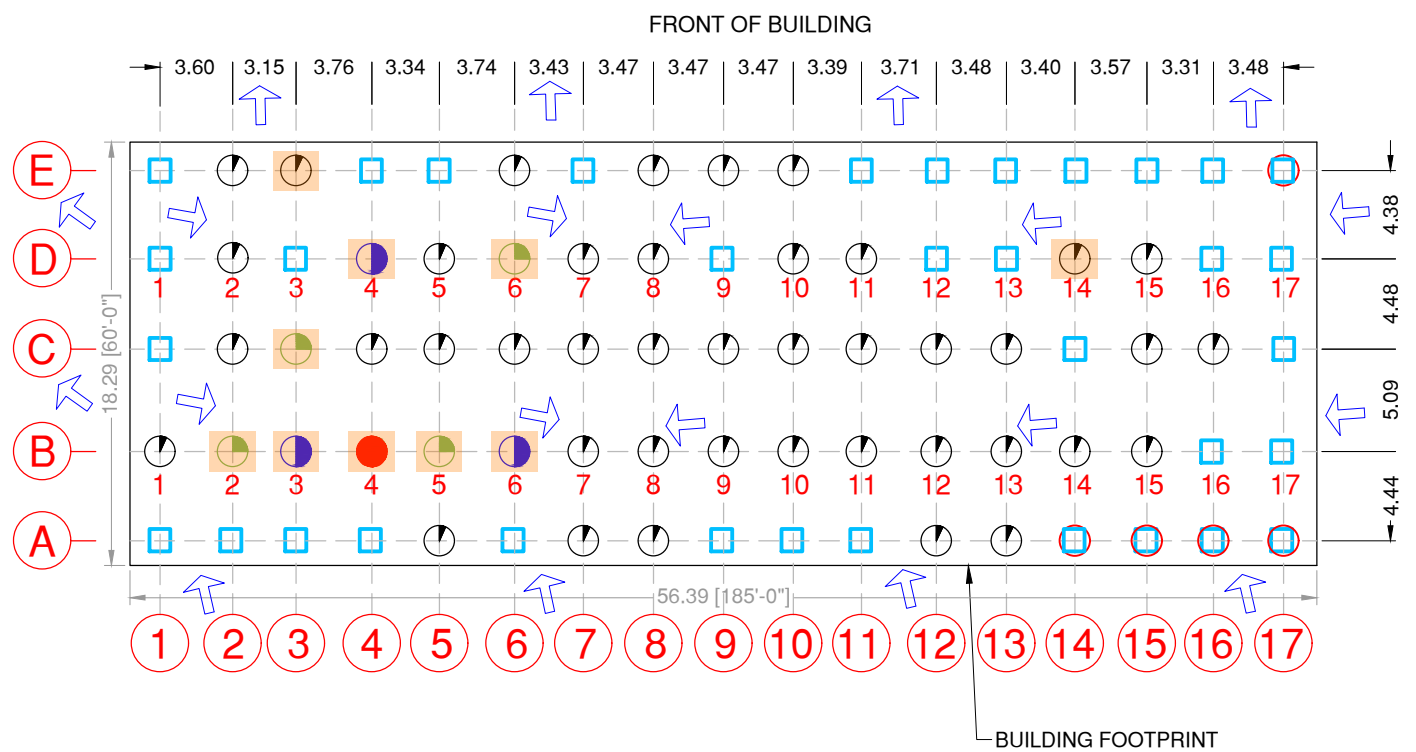 FRONT OF BUILDING
3.60 3.15 3.76 3.34 3.74 3.43 3.47 3.47 3.47 3.39 3.71 3.48 3.40 3.57 3.31 3.48
E
4.38
D
1 2 3 4 5 6 7 8 9 10 11 12 13 14 15 16 17
4.48
C
18.29 [60'-0"]
5.09
B
1 2 3 4 5 6 7 8 9 10 11 12 13 14 15 16 17
4.44
A
56.39 [185'-0"]
1 2 3 4 5 6 7 8 9 10 11 12 13 14 15 16 17
BUILDING FOOTPRINT